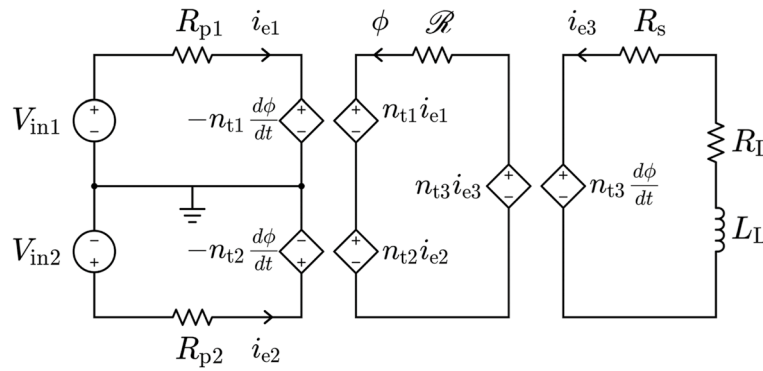 R_p1 i_e1 ϕ ℛ i_e3 R_s
V_in1 + − −n_t1 dϕ/dt + − + − n_t1 i_e1 R_L
n_t3 i_e3 + − + − n_t3 dϕ/dt
V_in2 − + −n_t2 dϕ/dt − + + − n_t2 i_e2 L_L
R_p2 i_e2